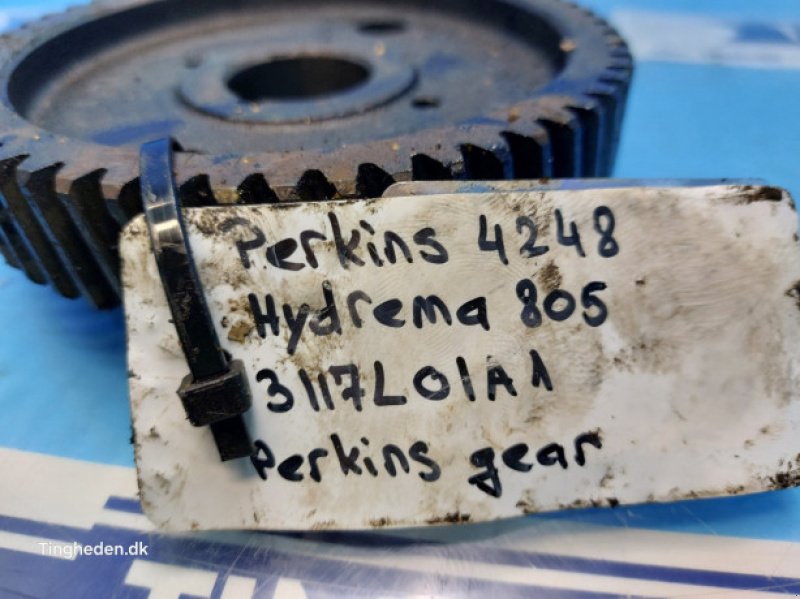 Perkins 4248
Hydrema 805
3117L01A1
Perkins gear
Tingheden.dk